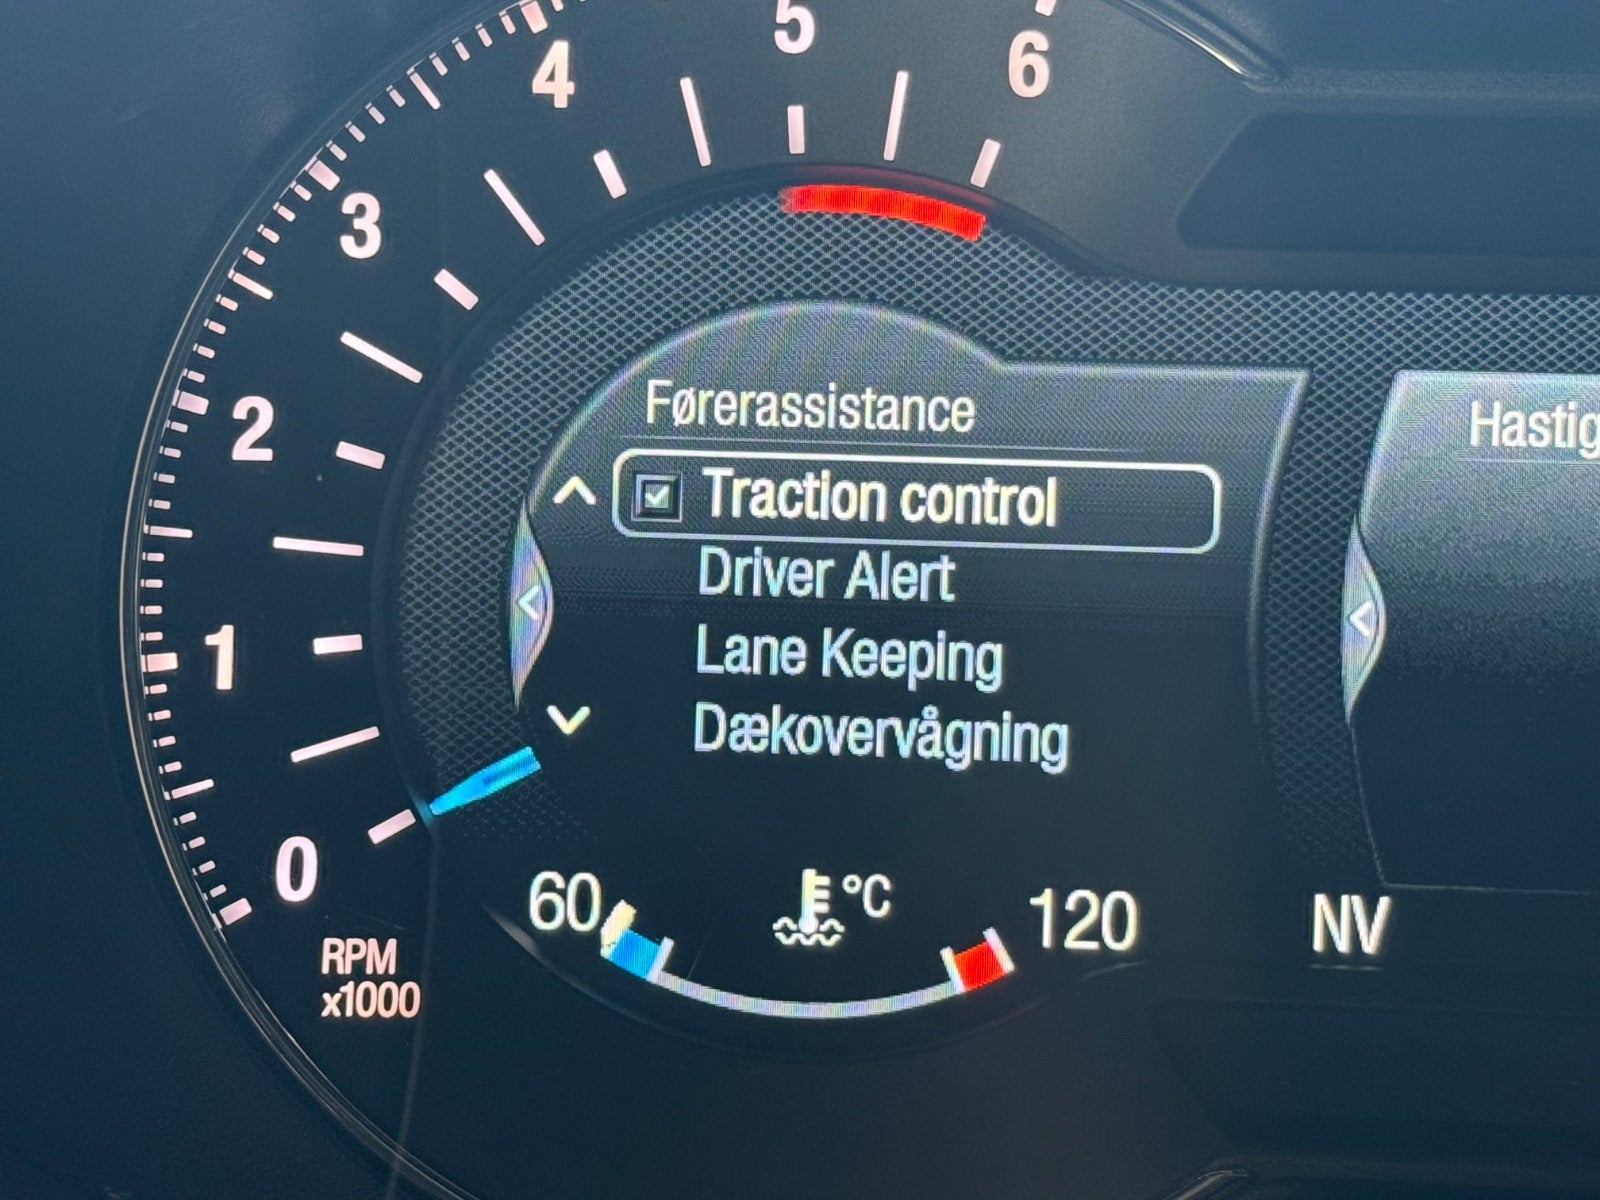 4
5
6
3
2
1
0
RPM
x1000
Førerassistance
Traction control
Driver Alert
Lane Keeping
Dækovervågning
60
°C
120
NV